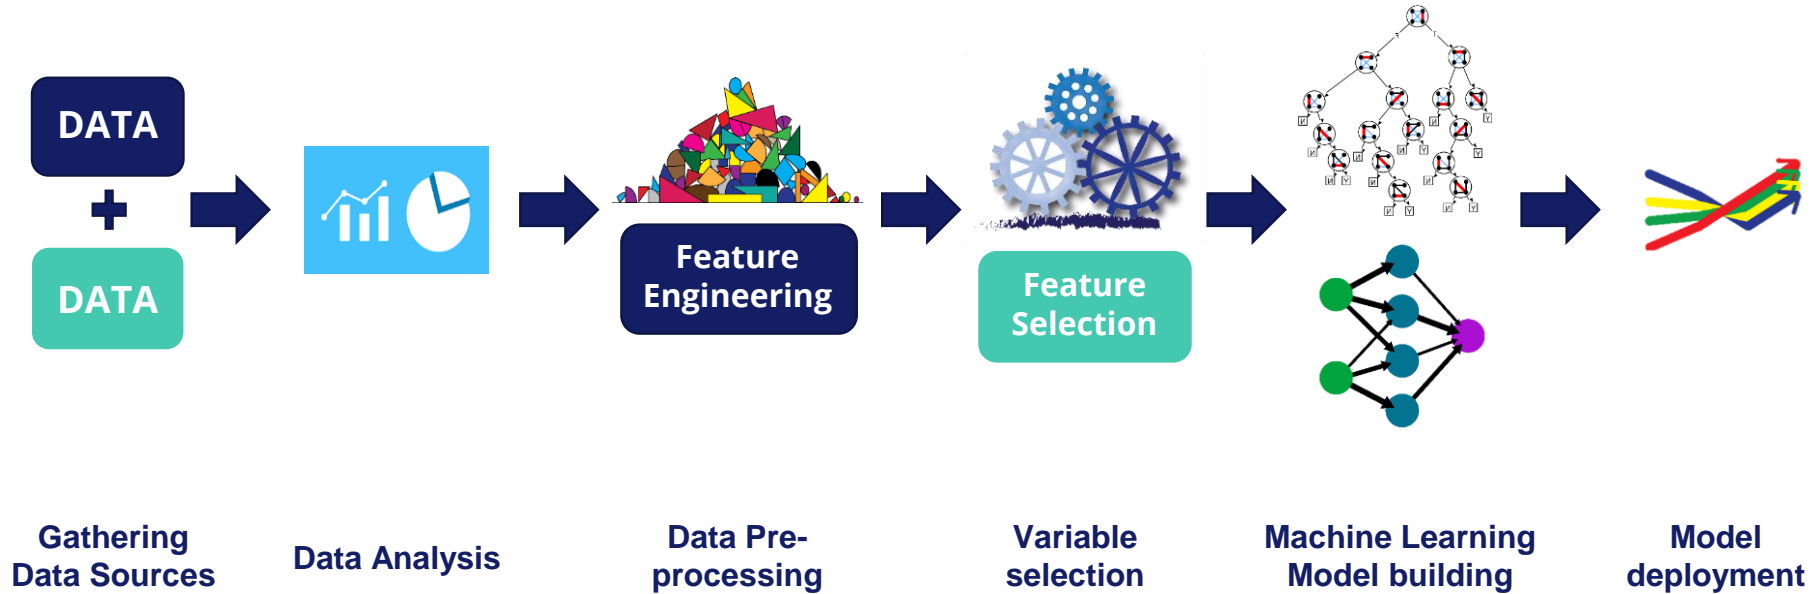 DATA
DATA
Feature
Engineering
Feature
Selection
Gathering
Data Sources
Data Analysis
Data Pre-
processing
Variable
selection
Machine Learning
Model building
Model
deployment